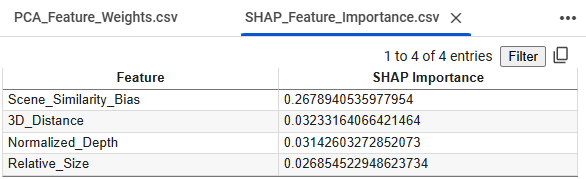 PCA_Feature_Weights.csv SHAP_Feature_Importance.csv
1 to 4 of 4 entries Filter
Feature SHAP Importance
Scene_Similarity_Bias 0.2678940535977954
3D_Distance 0.03233164066421464
Normalized_Depth 0.03142603272852073
Relative_Size 0.026854522948623734